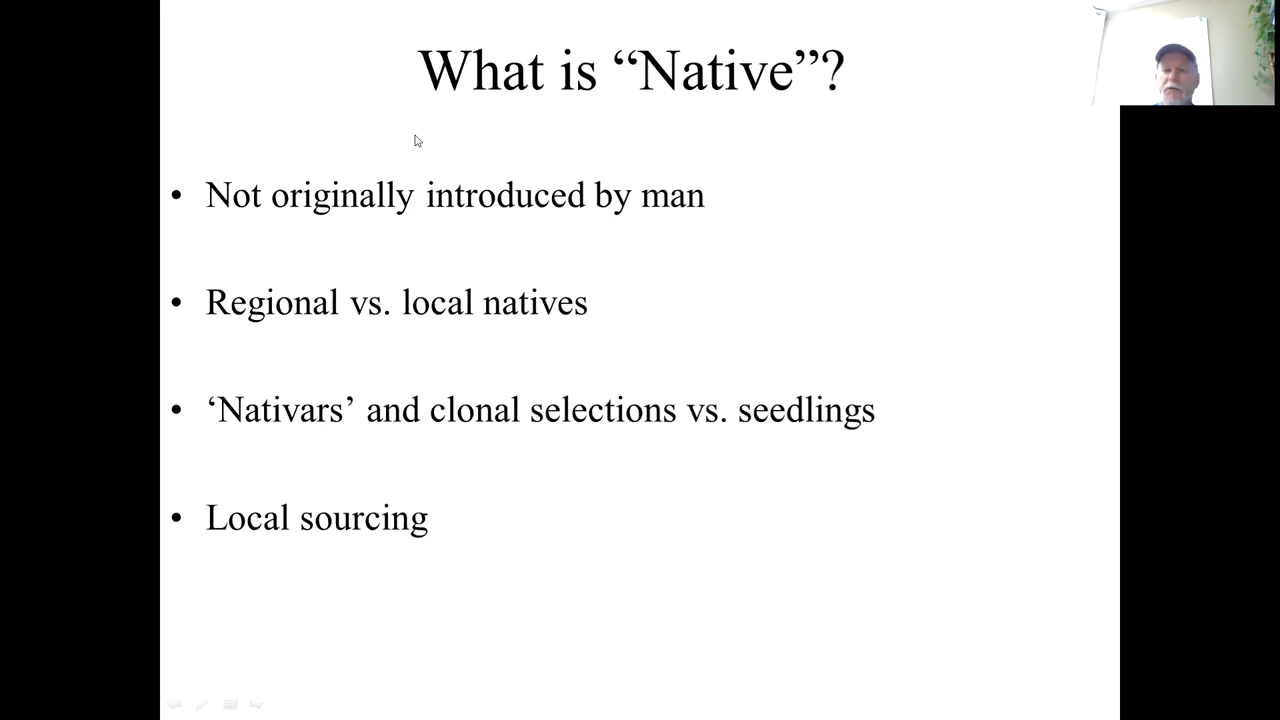 What is “Native”?
• Not originally introduced by man
• Regional vs. local natives
• ‘Nativars’ and clonal selections vs. seedlings
• Local sourcing